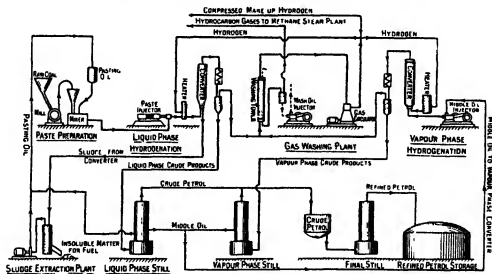 COMPRESSED MAKE UP HYDROGEN
HYDROCARBON GASES TO METHANE STEAM PLANT
HYDROGEN
HYDROGEN
PASTING OIL
RAW COAL
MILL
MIXER
PASTE PREPARATION
PASTING OIL
PASTE INJECTOR
HEATER
CONVERTER
LIQUID PHASE HYDROGENATION
WASHING TOWER
WASH OIL INJECTOR
GAS CIRCULATOR
GAS WASHING PLANT
CONVERTER
HEATER
MIDDLE OIL INJECTOR
VAPOUR PHASE HYDROGENATION
SLUDGE FROM CONVERTER
LIQUID PHASE CRUDE PRODUCTS
VAPOUR PHASE CRUDE PRODUCTS
MIDDLE OIL TO VAPOUR PHASE CONVERTER
CRUDE PETROL
MIDDLE OIL
CRUDE PETROL
REFINED PETROL
INSOLUBLE MATTER FOR FUEL
SLUDGE EXTRACTION PLANT
LIQUID PHASE STILL
VAPOUR PHASE STILL
FINAL STILL
REFINED PETROL STORAGE